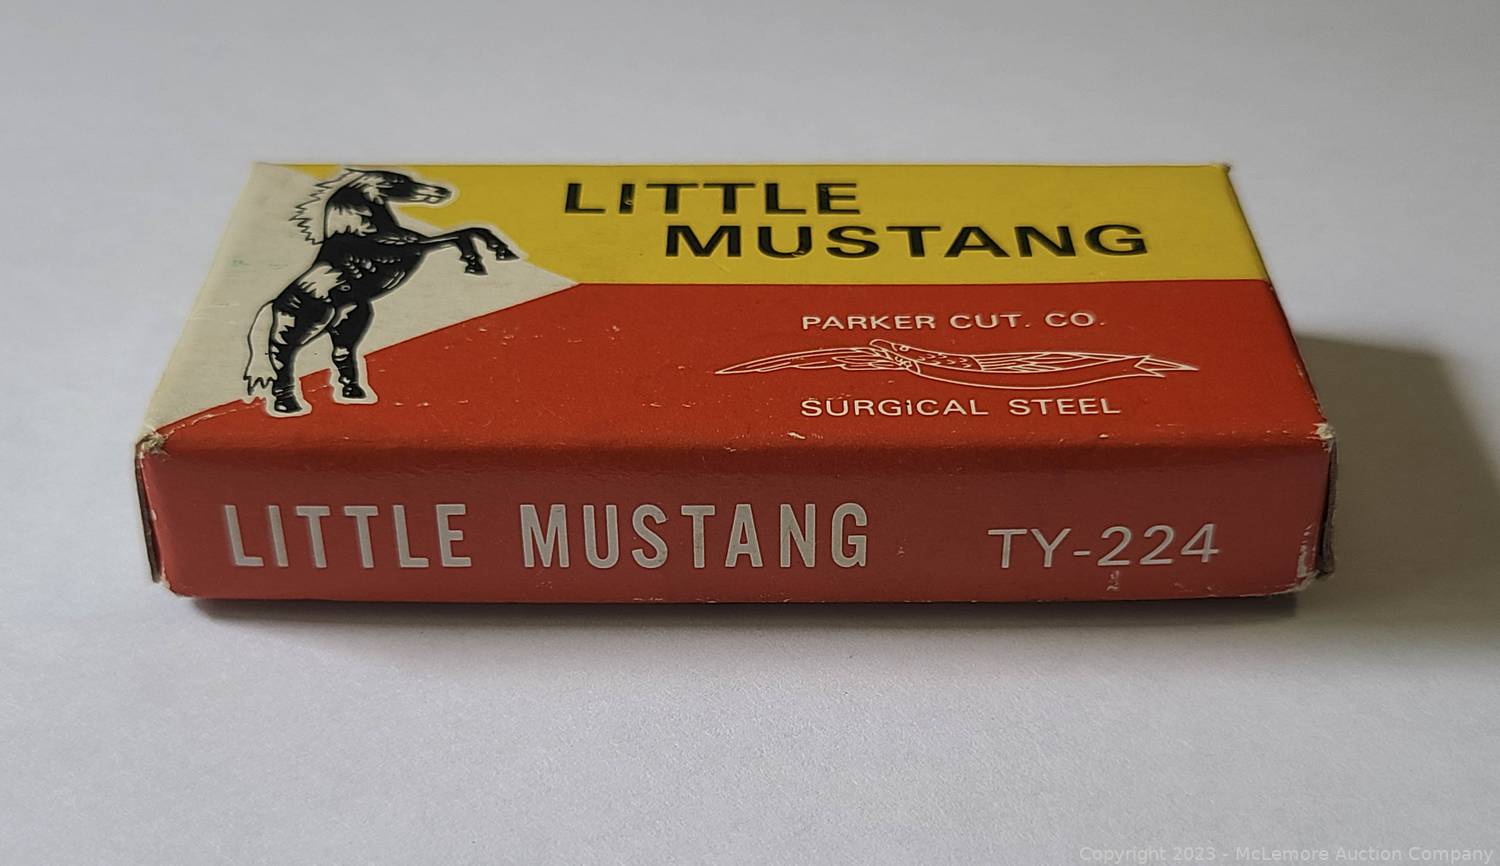 LITTLE
MUSTANG
PARKER CUT. CO.
SURGICAL STEEL
LITTLE MUSTANG TY-224
Copyright 2023 - McLemore Auction Company